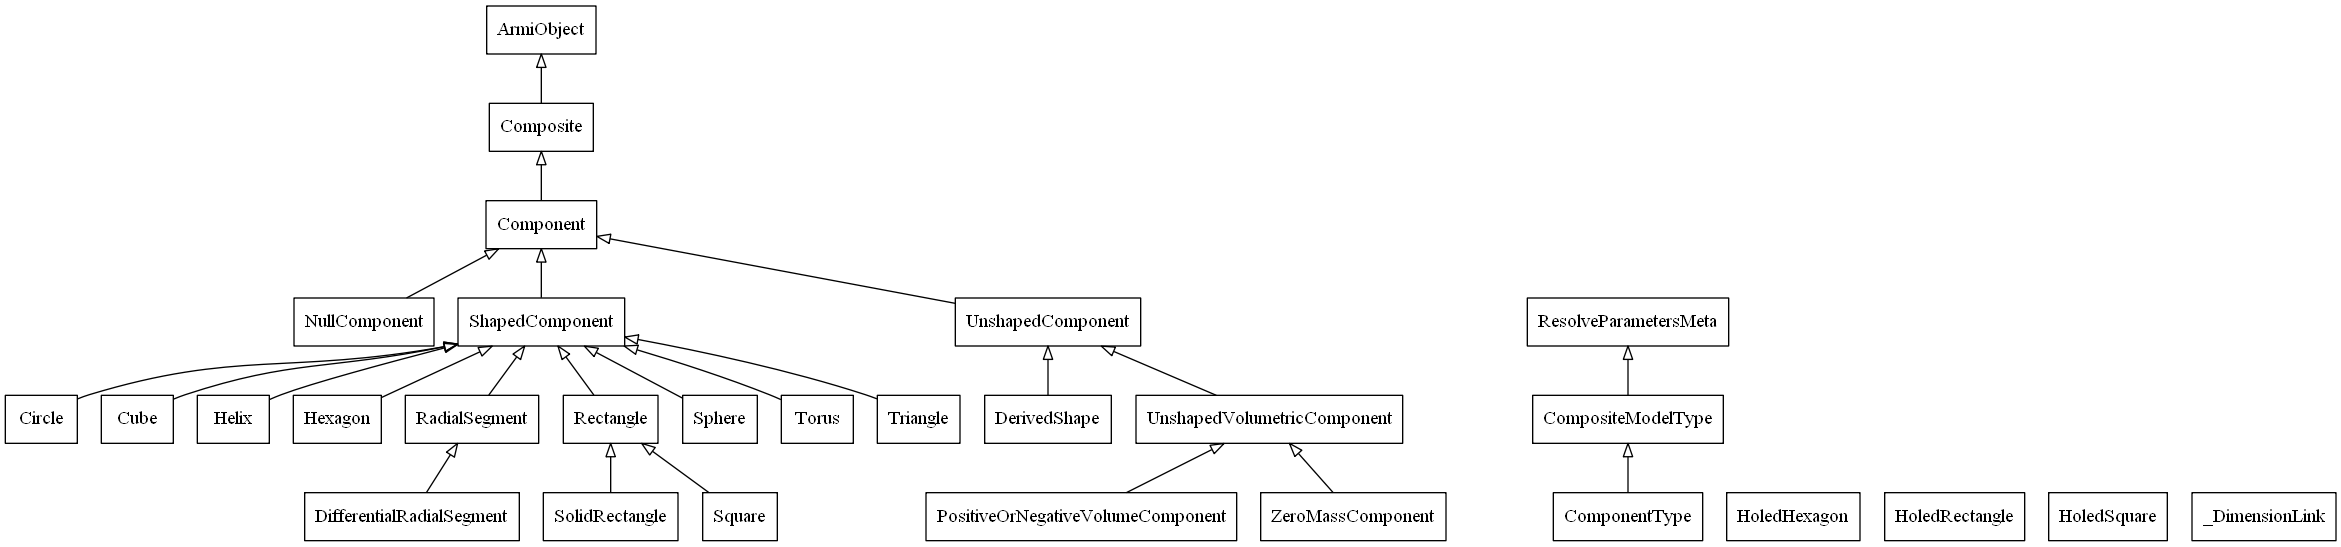 ArmiObject
Composite
Component
NullComponent
ShapedComponent
UnshapedComponent
ResolveParametersMeta
Circle
Cube
Helix
Hexagon
RadialSegment
Rectangle
Sphere
Torus
Triangle
DerivedShape
UnshapedVolumetricComponent
CompositeModelType
DifferentialRadialSegment
SolidRectangle
Square
PositiveOrNegativeVolumeComponent
ZeroMassComponent
ComponentType
HoledHexagon
HoledRectangle
HoledSquare
_DimensionLink